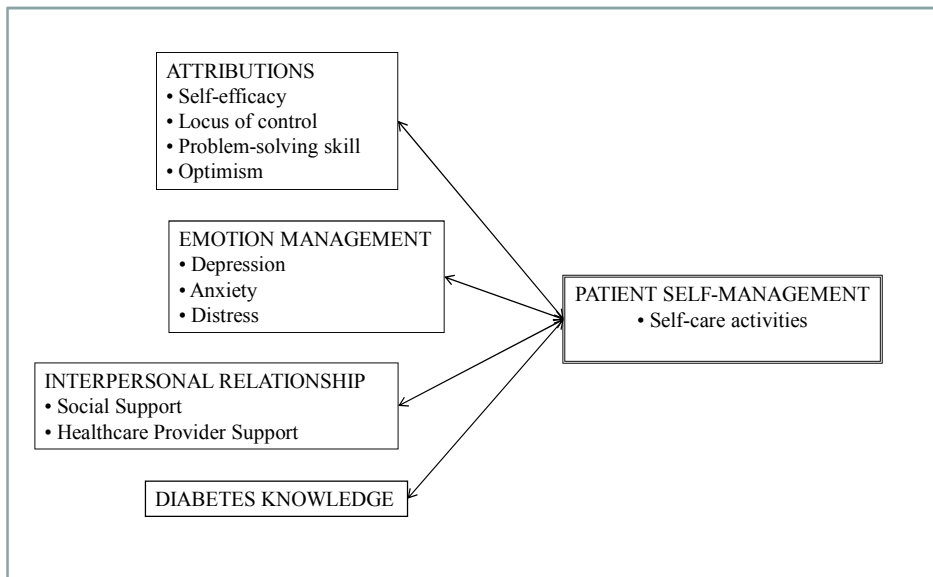 ATTRIBUTIONS
• Self-efficacy
• Locus of control
• Problem-solving skill
• Optimism
EMOTION MANAGEMENT
• Depression
• Anxiety
• Distress
PATIENT SELF-MANAGEMENT
• Self-care activities
INTERPERSONAL RELATIONSHIP
• Social Support
• Healthcare Provider Support
DIABETES KNOWLEDGE